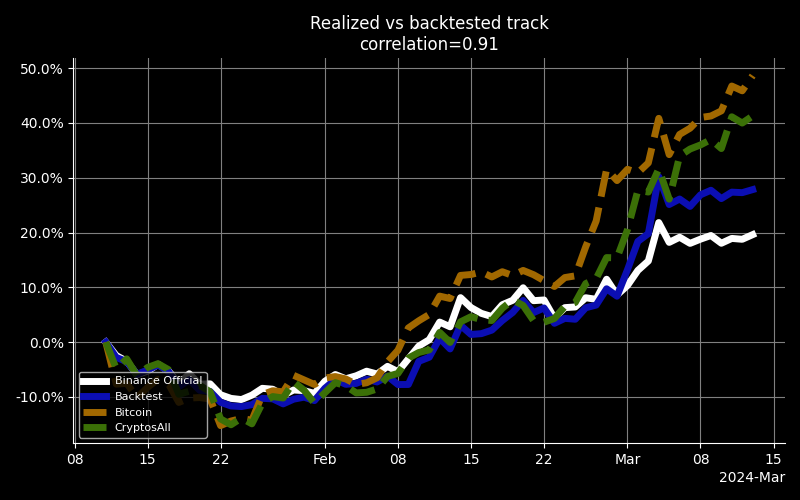 Realized vs backtested track
correlation=0.91
50.0%
40.0%
30.0%
20.0%
10.0%
0.0%
-10.0%
Binance Official
Backtest
Bitcoin
CryptosAll
08 15 22 Feb 08 15 22 Mar 08 15
2024-Mar